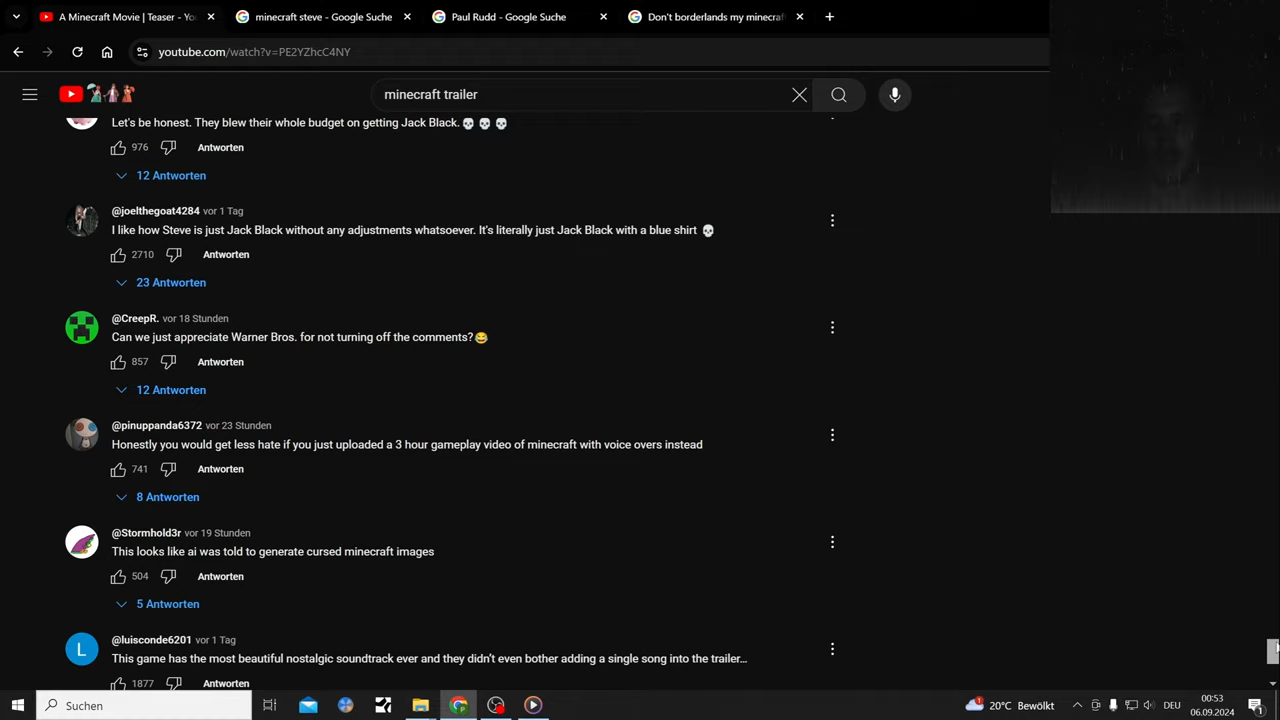 A Minecraft Movie | Teaser - Yo
minecraft steve - Google Suche
Paul Rudd - Google Suche
Don't borderlands my minecraf
youtube.com/watch?v=PE2YZhcC4NY
minecraft trailer
Let's be honest. They blew their whole budget on getting Jack Black.💀💀💀
976 Antworten
12 Antworten
@joelthegoat4284 vor 1 Tag
I like how Steve is just Jack Black without any adjustments whatsoever. It's literally just Jack Black with a blue shirt 💀
2710 Antworten
23 Antworten
@CreepR. vor 18 Stunden
Can we just appreciate Warner Bros. for not turning off the comments?😂
857 Antworten
12 Antworten
@pinuppanda6372 vor 23 Stunden
Honestly you would get less hate if you just uploaded a 3 hour gameplay video of minecraft with voice overs instead
741 Antworten
8 Antworten
@Stormhold3r vor 19 Stunden
This looks like ai was told to generate cursed minecraft images
504 Antworten
5 Antworten
@luisconde6201 vor 1 Tag
L
This game has the most beautiful nostalgic soundtrack ever and they didn't even bother adding a single song into the trailer...
1877 Antworten
Suchen
20°C Bewölkt
DEU
00:53
06.09.2024
1